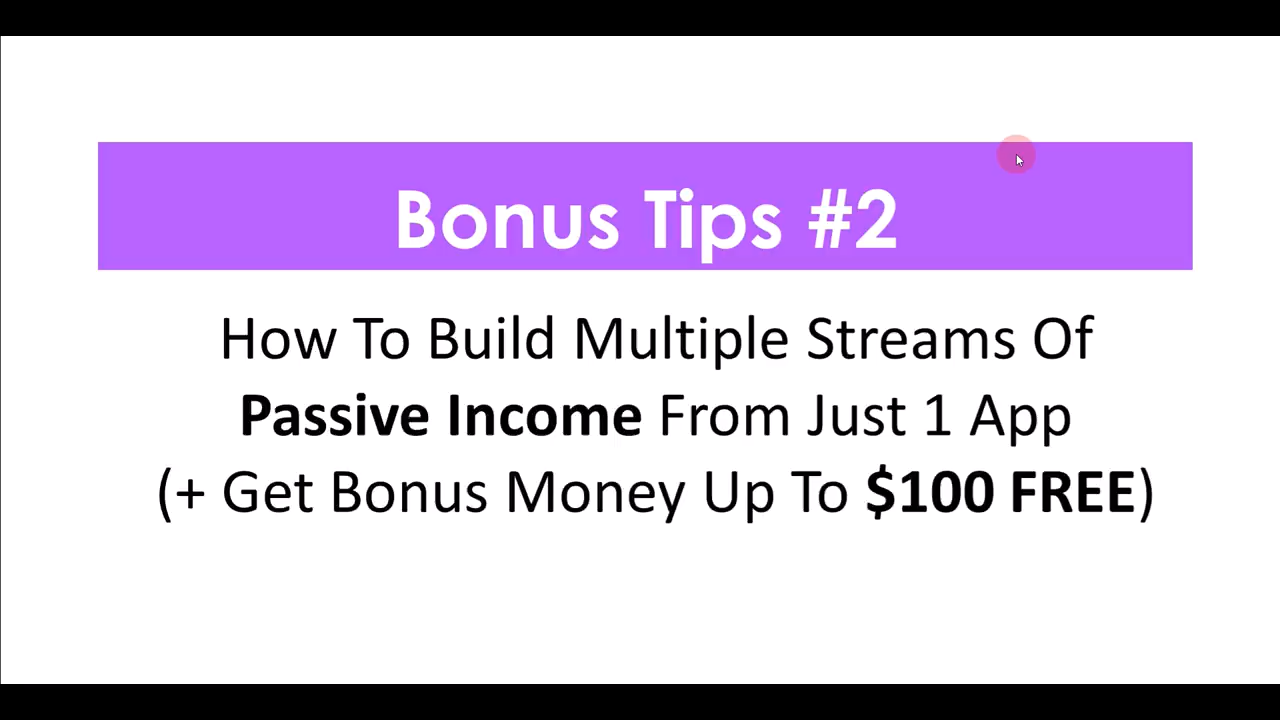 Bonus Tips #2
How To Build Multiple Streams Of
Passive Income From Just 1 App
(+ Get Bonus Money Up To $100 FREE)